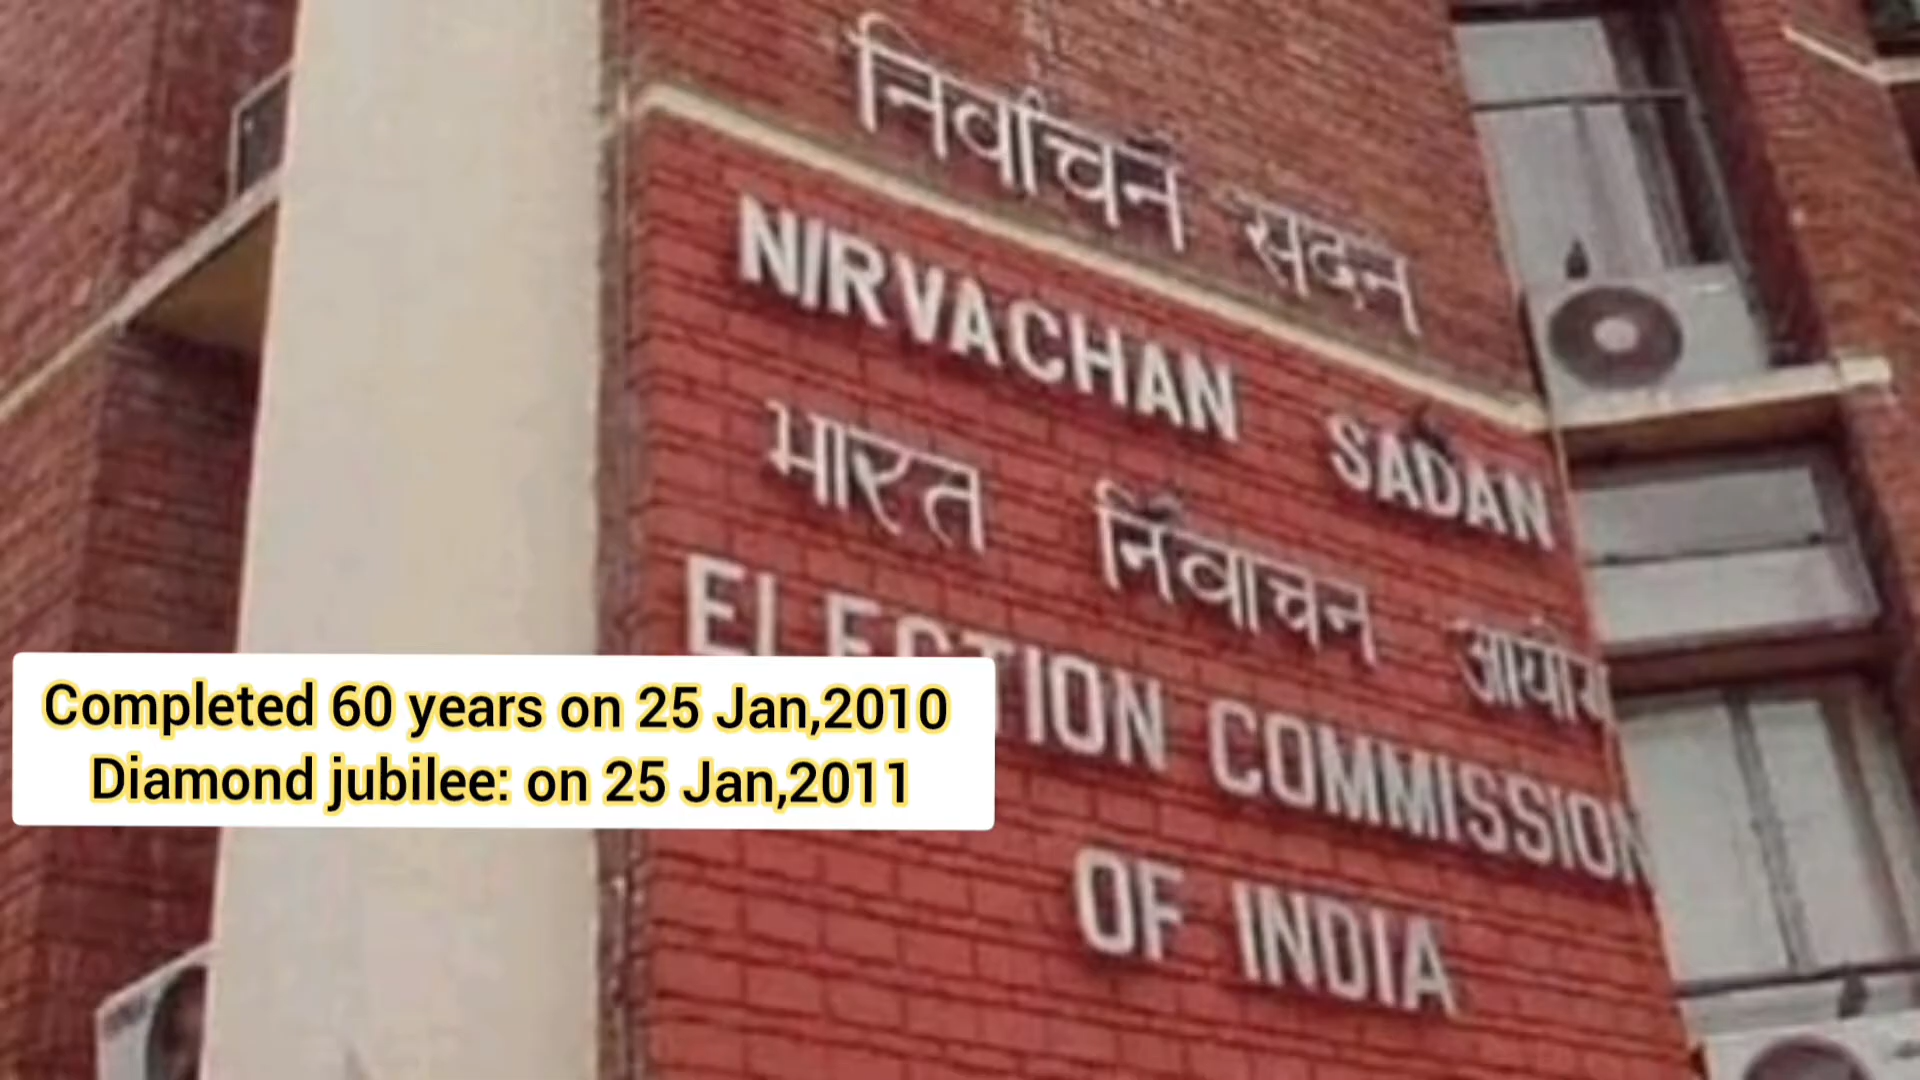 निर्वाचन सदन
NIRVACHAN SADAN
भारत निर्वाचन आयोग
ELECTION COMMISSION
OF INDIA
Completed 60 years on 25 Jan,2010
Diamond jubilee: on 25 Jan,2011